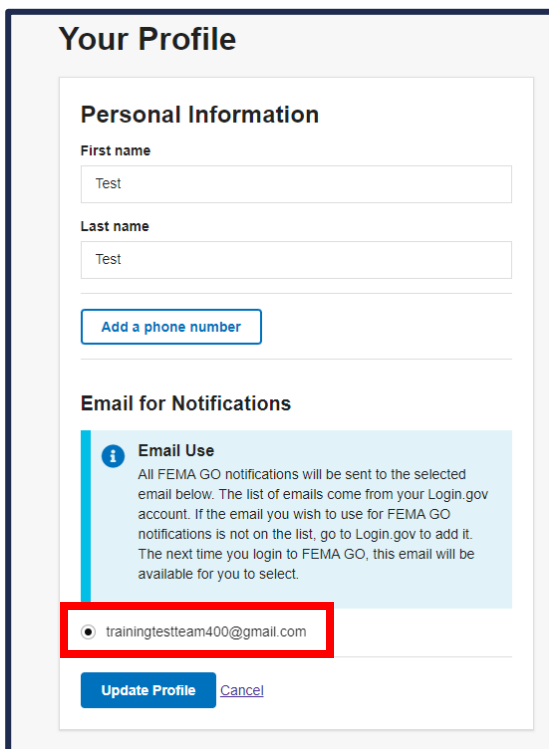 Your Profile
Personal Information
First name
Test
Last name
Test
Add a phone number
Email for Notifications
Email Use
All FEMA GO notifications will be sent to the selected
email below. The list of emails come from your Login.gov
account. If the email you wish to use for FEMA GO
notifications is not on the list, go to Login.gov to add it.
The next time you login to FEMA GO, this email will be
available for you to select.
trainingtestteam400@gmail.com
Update Profile Cancel